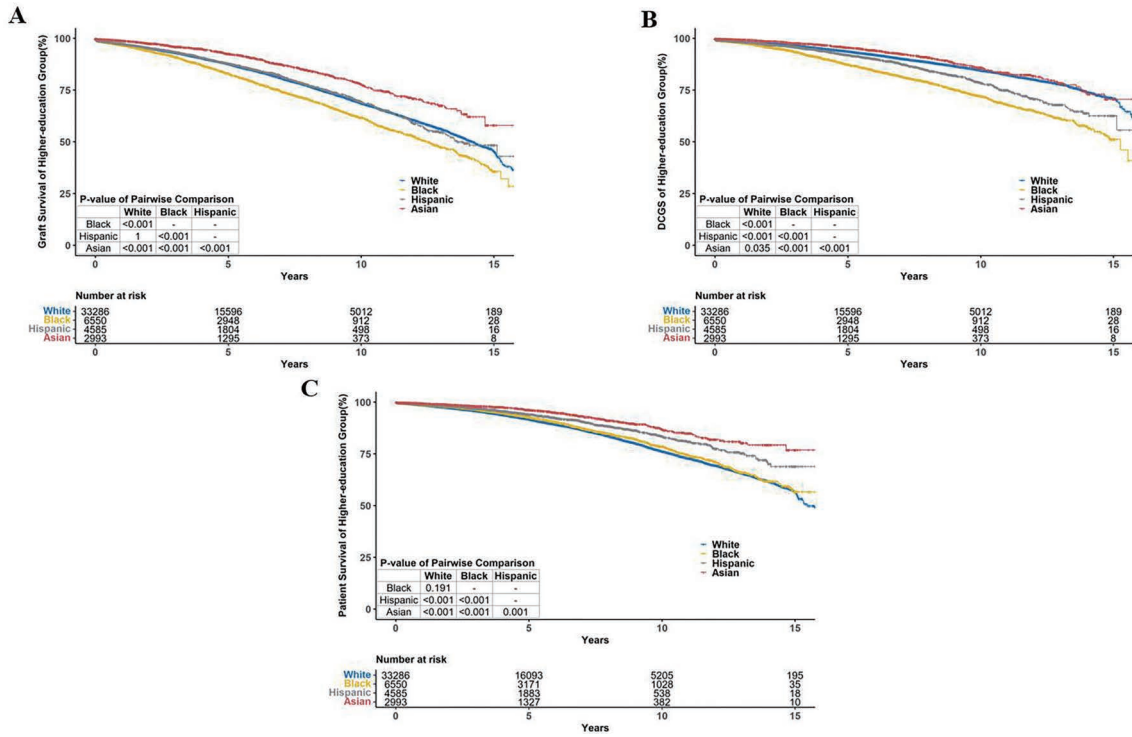 A
Graft Survival of Higher-education Group(%)
100
75
50
25
0
White
Black
Hispanic
Asian
P-value of Pairwise Comparison
White Black Hispanic
Black <0.001 - -
Hispanic 1 <0.001 -
Asian <0.001 <0.001 <0.001
0 5 10 15
Years
Number at risk
White 33286 15596 5012 189
Black 6550 2948 912 28
Hispanic 4585 1804 498 16
Asian 2993 1295 373 8
0 5 10 15
Years
B
DCGS of Higher-education Group(%)
100
75
50
25
0
White
Black
Hispanic
Asian
P-value of Pairwise Comparison
White Black Hispanic
Black <0.001 - -
Hispanic <0.001 <0.001 -
Asian 0.035 <0.001 <0.001
0 5 10 15
Years
Number at risk
White 33286 15596 5012 189
Black 6550 2948 912 28
Hispanic 4585 1804 498 16
Asian 2993 1295 373 8
0 5 10 15
Years
C
Patient Survival of Higher-education Group(%)
100
75
50
25
0
White
Black
Hispanic
Asian
P-value of Pairwise Comparison
White Black Hispanic
Black 0.191 - -
Hispanic <0.001 <0.001 -
Asian <0.001 <0.001 0.001
0 5 10 15
Years
Number at risk
White 33286 16093 5205 195
Black 6550 3171 1028 35
Hispanic 4585 1883 538 18
Asian 2993 1327 382 10
0 5 10 15
Years